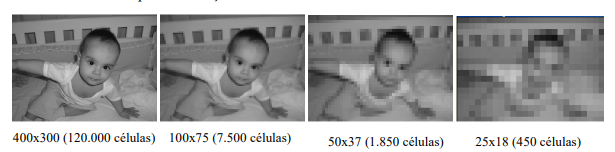 400x300 (120.000 células)
100x75 (7.500 células)
50x37 (1.850 células)
25x18 (450 células)